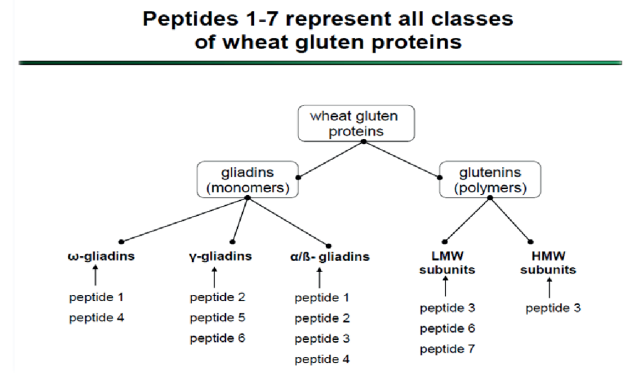 Peptides 1-7 represent all classes
of wheat gluten proteins
wheat gluten
proteins
gliadins
(monomers)
glutenins
(polymers)
ω-gliadins
γ-gliadins
α/ß- gliadins
LMW
subunits
HMW
subunits
peptide 1
peptide 4
peptide 2
peptide 5
peptide 6
peptide 1
peptide 2
peptide 3
peptide 4
peptide 3
peptide 6
peptide 7
peptide 3